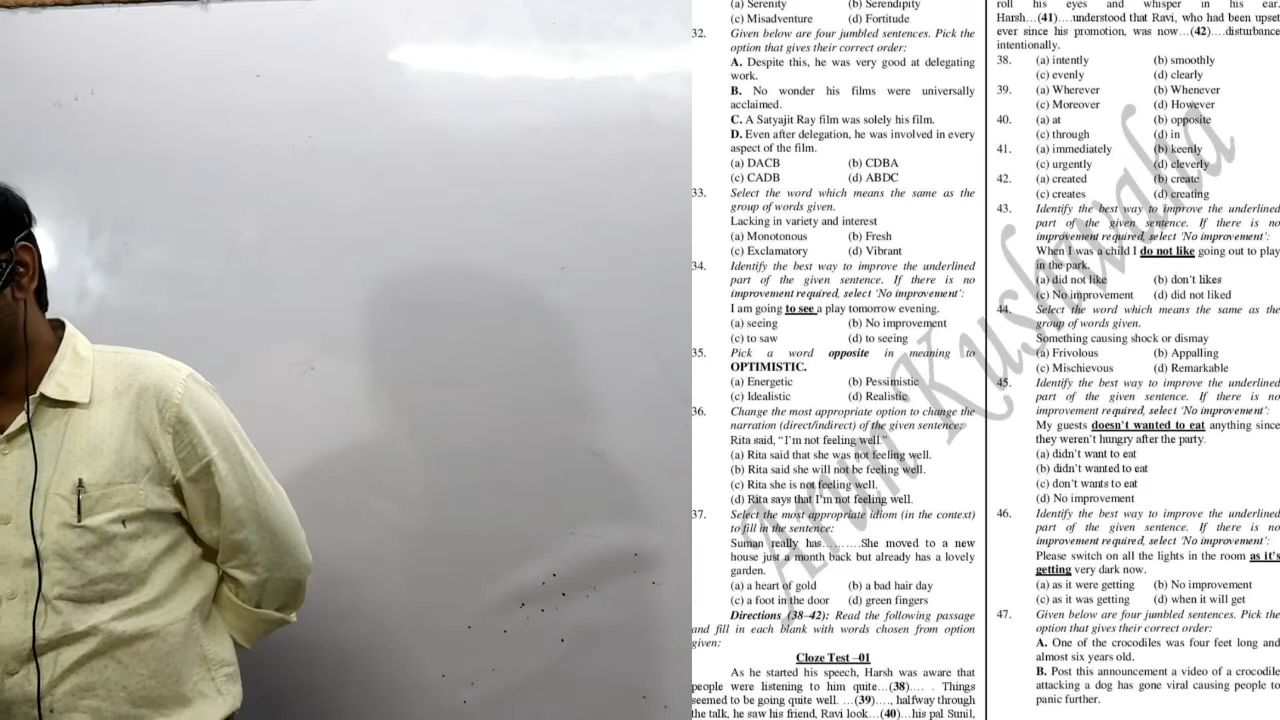 (a) Serenity (b) Serendipity
(c) Misadventure (d) Fortitude
32. Given below are four jumbled sentences. Pick the
option that gives their correct order:
A. Despite this, he was very good at delegating
work.
B. No wonder his films were universally
acclaimed.
C. A Satyajit Ray film was solely his film.
D. Even after delegation, he was involved in every
aspect of the film.
(a) DACB (b) CDBA
(c) CADB (d) ABDC
33. Select the word which means the same as the
group of words given.
Lacking in variety and interest
(a) Monotonous (b) Fresh
(c) Exclamatory (d) Vibrant
34. Identify the best way to improve the underlined
part of the given sentence. If there is no
improvement required, select ‘No improvement’:
I am going to see a play tomorrow evening.
(a) seeing (b) No improvement
(c) to saw (d) to seeing
35. Pick a word opposite in meaning to
OPTIMISTIC.
(a) Energetic (b) Pessimistic
(c) Idealistic (d) Realistic
36. Change the most appropriate option to change the
narration (direct/indirect) of the given sentence:
Rita said, “I’m not feeling well.”
(a) Rita said that she was not feeling well.
(b) Rita said she will not be feeling well.
(c) Rita she is not feeling well.
(d) Rita says that I’m not feeling well.
37. Select the most appropriate idiom (in the context)
to fill in the sentence:
Suman really has..........She moved to a new
house just a month back but already has a lovely
garden.
(a) a heart of gold (b) a bad hair day
(c) a foot in the door (d) green fingers
Directions (38–42): Read the following passage
and fill in each blank with words chosen from option
given:
Cloze Test –01
As he started his speech, Harsh was aware that
people were listening to him quite...(38).... . Things
seemed to be going quite well. ...(39)...., halfway through
the talk, he saw his friend, Ravi look...(40)...his pal Sunil,
roll his eyes and whisper in his ear.
Harsh...(41)....understood that Ravi, who had been upset
ever since his promotion, was now...(42)....disturbance
intentionally.
38. (a) intently (b) smoothly
(c) evenly (d) clearly
39. (a) Wherever (b) Whenever
(c) Moreover (d) However
40. (a) at (b) opposite
(c) through (d) in
41. (a) immediately (b) keenly
(c) urgently (d) cleverly
42. (a) created (b) create
(c) creates (d) creating
43. Identify the best way to improve the underlined
part of the given sentence. If there is no
improvement required, select ‘No improvement’:
When I was a child I do not like going out to play
in the park.
(a) did not like (b) don’t likes
(c) No improvement (d) did not liked
44. Select the word which means the same as the
group of words given.
Something causing shock or dismay
(a) Frivolous (b) Appalling
(c) Mischievous (d) Remarkable
45. Identify the best way to improve the underlined
part of the given sentence. If there is no
improvement required, select ‘No improvement’:
My guests doesn’t wanted to eat anything since
they weren’t hungry after the party.
(a) didn’t want to eat
(b) didn’t wanted to eat
(c) don’t wants to eat
(d) No improvement
46. Identify the best way to improve the underlined
part of the given sentence. If there is no
improvement required, select ‘No improvement’:
Please switch on all the lights in the room as it’s
getting very dark now.
(a) as it were getting (b) No improvement
(c) as it was getting (d) when it will get
47. Given below are four jumbled sentences. Pick the
option that gives their correct order:
A. One of the crocodiles was four feet long and
almost six years old.
B. Post this announcement a video of a crocodile
attacking a dog has gone viral causing people to
panic further.
Arun Kushwaha